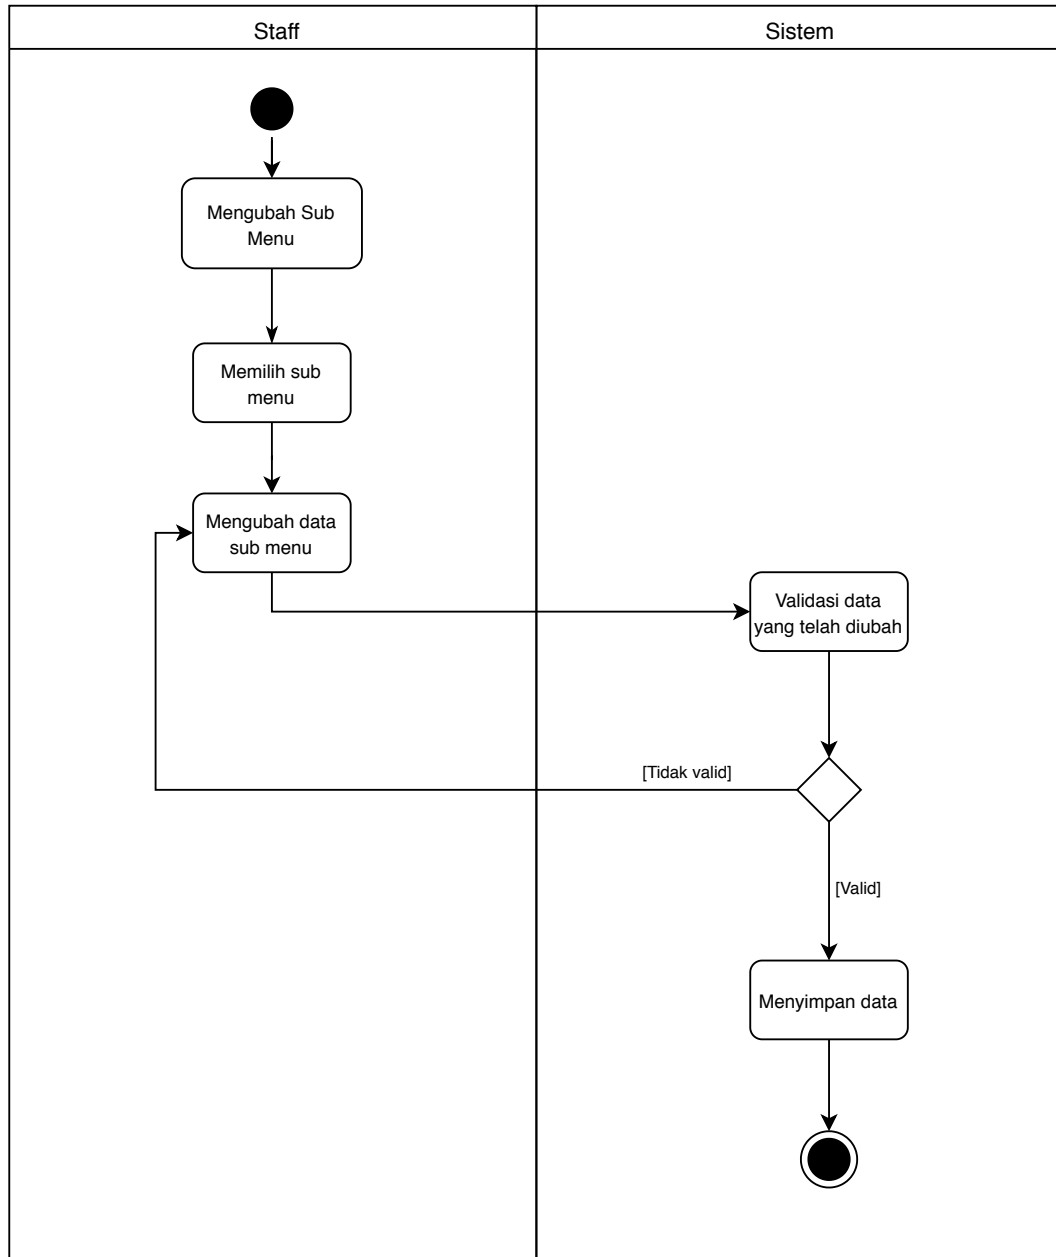 Staff
Sistem
Mengubah Sub
Menu
Memilih sub
menu
Mengubah data
sub menu
Validasi data
yang telah diubah
[Tidak valid]
[Valid]
Menyimpan data